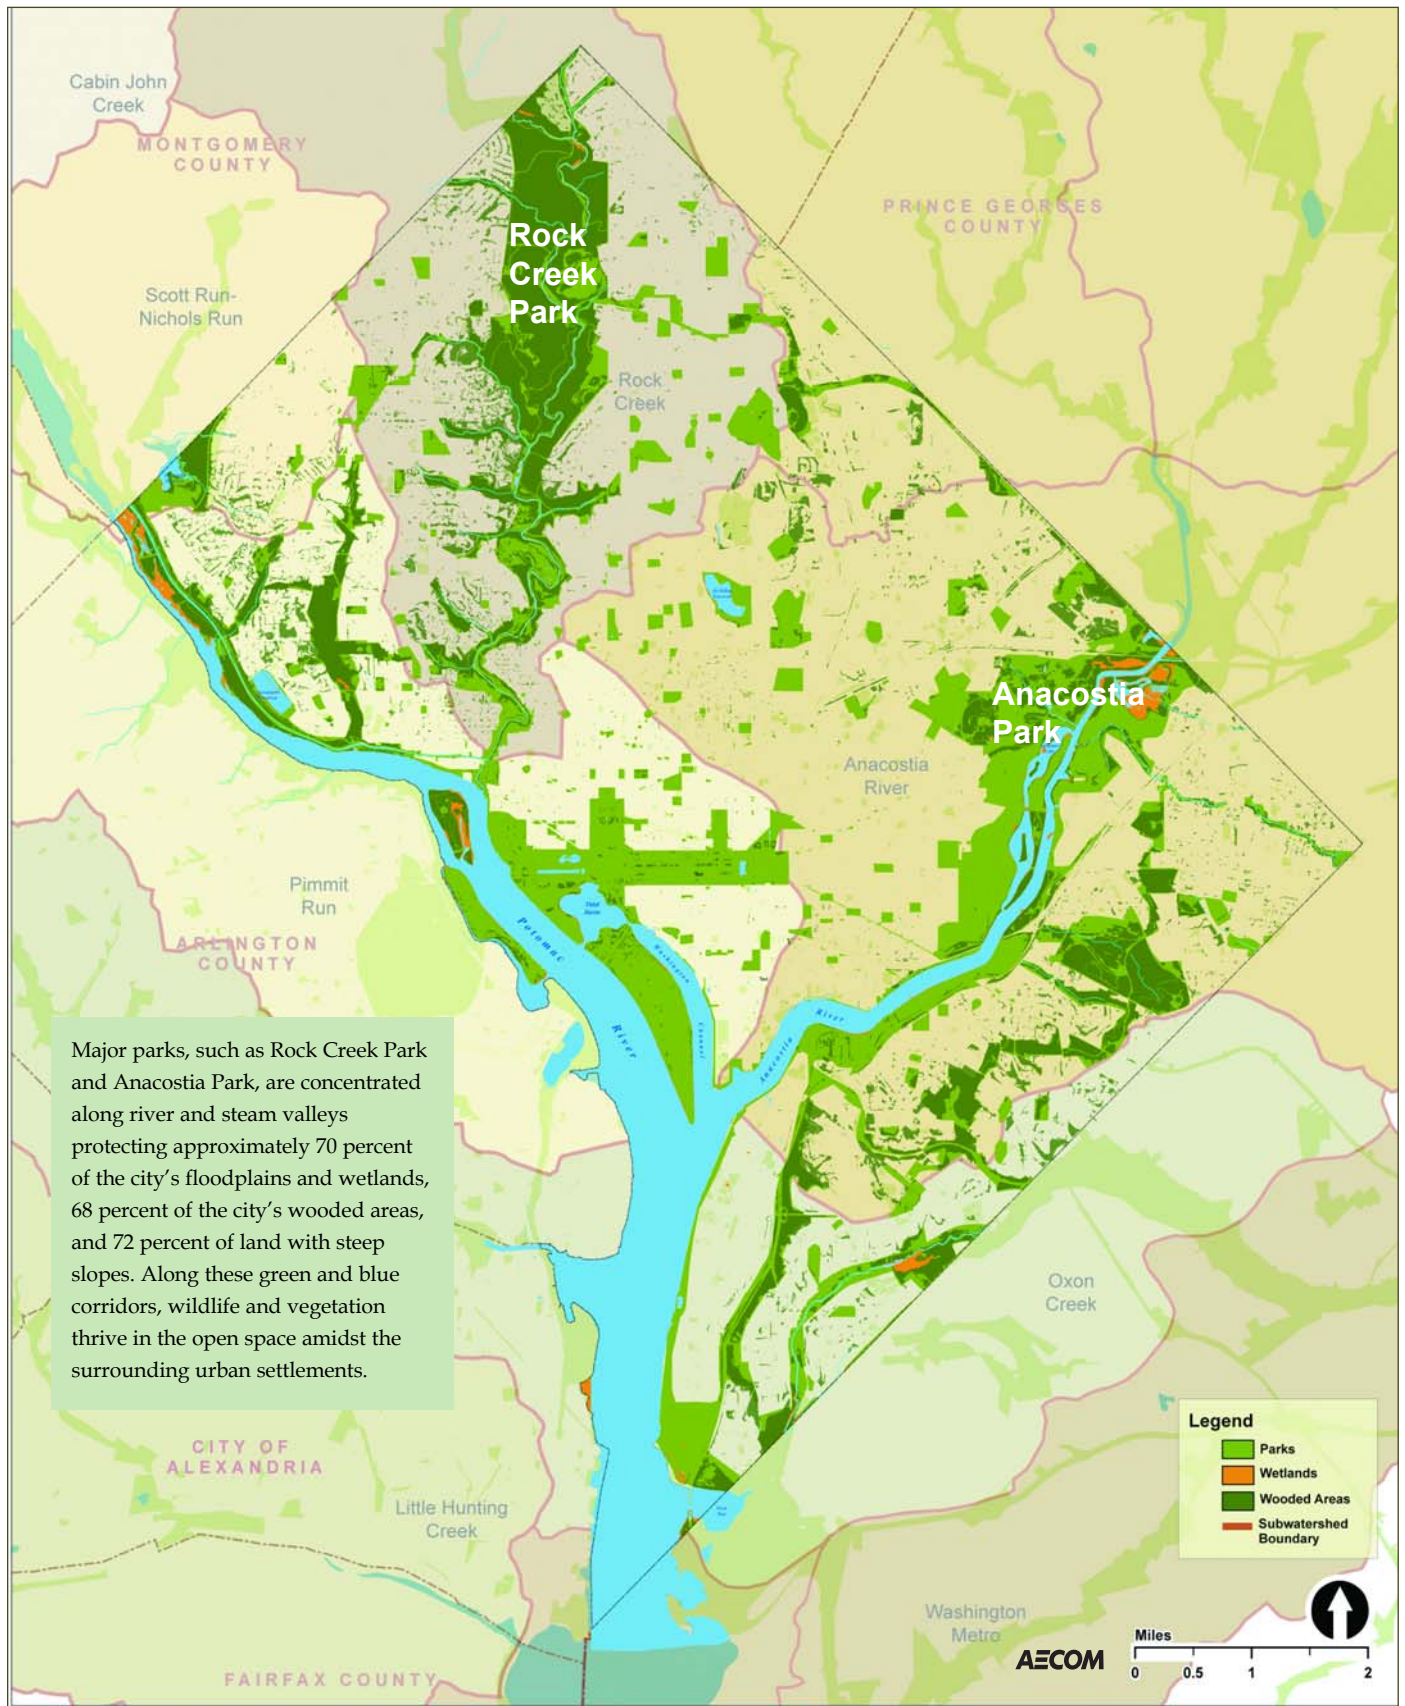 Cabin John
Creek
MONTGOMERY
COUNTY
PRINCE GEORGES
COUNTY
Rock
Creek
Park
Scott Run-
Nichols Run
Rock
Creek
Anacostia
Park
Anacostia
River
Pimmit
Run
ARLINGTON
COUNTY
Tidal
Basin
Potomac
River
Washington
Channel
Anacostia
River
Major parks, such as Rock Creek Park
and Anacostia Park, are concentrated
along river and steam valleys
protecting approximately 70 percent
of the city's floodplains and wetlands,
68 percent of the city's wooded areas,
and 72 percent of land with steep
slopes. Along these green and blue
corridors, wildlife and vegetation
thrive in the open space amidst the
surrounding urban settlements.
Oxon
Creek
CITY OF
ALEXANDRIA
Little Hunting
Creek
Legend
Parks
Wetlands
Wooded Areas
Subwatershed
Boundary
Washington
Metro
AECOM
Miles
0 0.5 1 2
FAIRFAX COUNTY